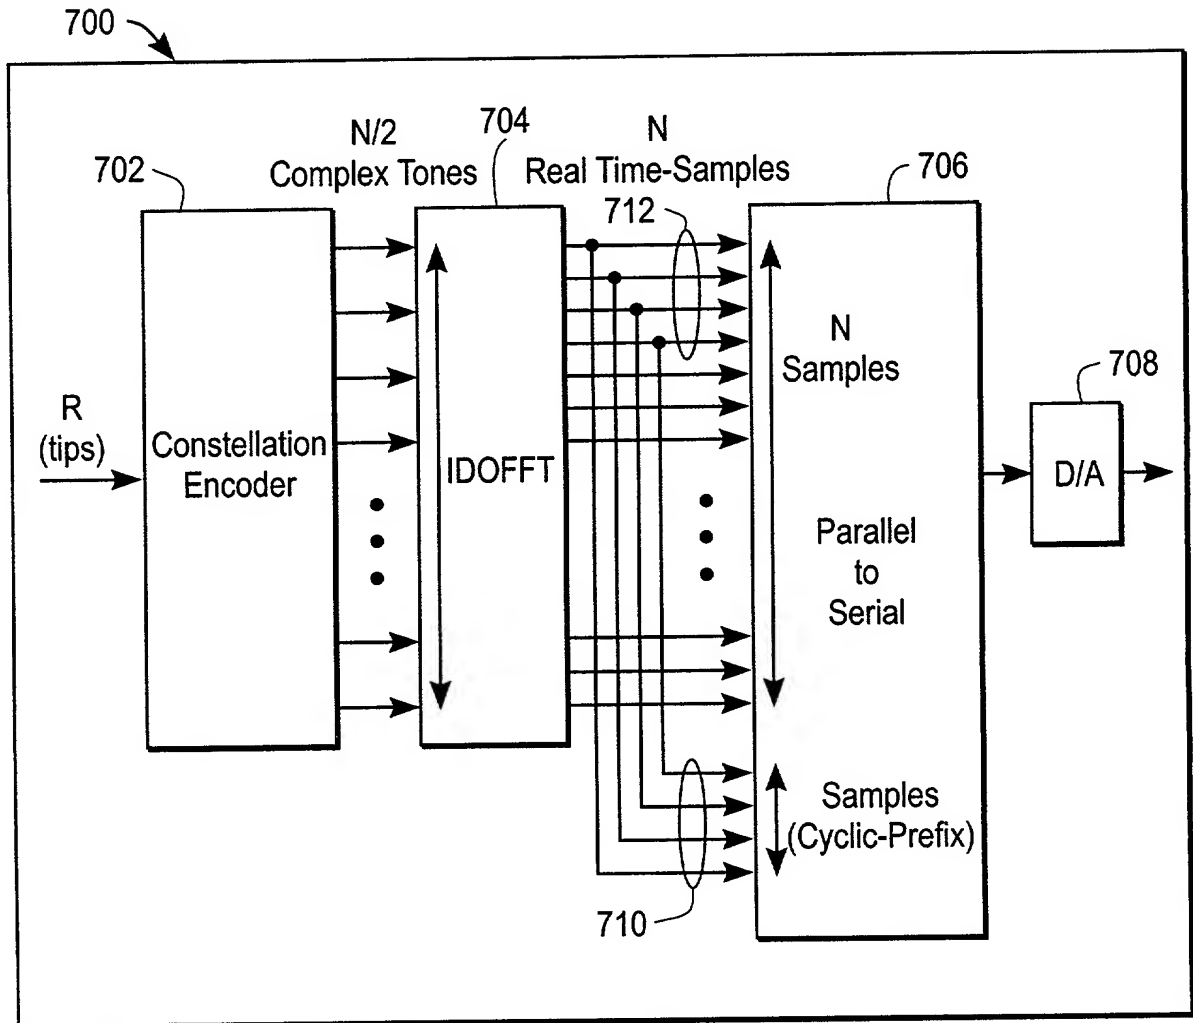 700
N/2
Complex Tones
704
N
Real Time-Samples
702
712
706
N
Samples
708
R
(tips)
Constellation
Encoder
IDOFFT
D/A
Parallel
to
Serial
Samples
(Cyclic-Prefix)
710